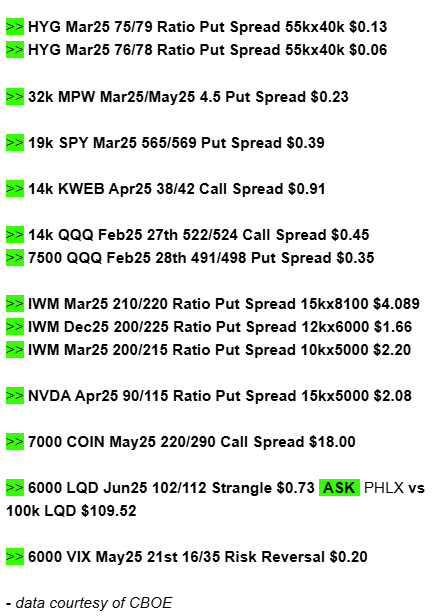 >> HYG Mar25 75/79 Ratio Put Spread 55kx40k $0.13
>> HYG Mar25 76/78 Ratio Put Spread 55kx40k $0.06
>> 32k MPW Mar25/May25 4.5 Put Spread $0.23
>> 19k SPY Mar25 565/569 Put Spread $0.39
>> 14k KWEB Apr25 38/42 Call Spread $0.91
>> 14k QQQ Feb25 27th 522/524 Call Spread $0.45
>> 7500 QQQ Feb25 28th 491/498 Put Spread $0.35
>> IWM Mar25 210/220 Ratio Put Spread 15kx8100 $4.089
>> IWM Dec25 200/225 Ratio Put Spread 12kx6000 $1.66
>> IWM Mar25 200/215 Ratio Put Spread 10kx5000 $2.20
>> NVDA Apr25 90/115 Ratio Put Spread 15kx5000 $2.08
>> 7000 COIN May25 220/290 Call Spread $18.00
>> 6000 LQD Jun25 102/112 Strangle $0.73 ASK PHLX vs
100k LQD $109.52
>> 6000 VIX May25 21st 16/35 Risk Reversal $0.20
- data courtesy of CBOE